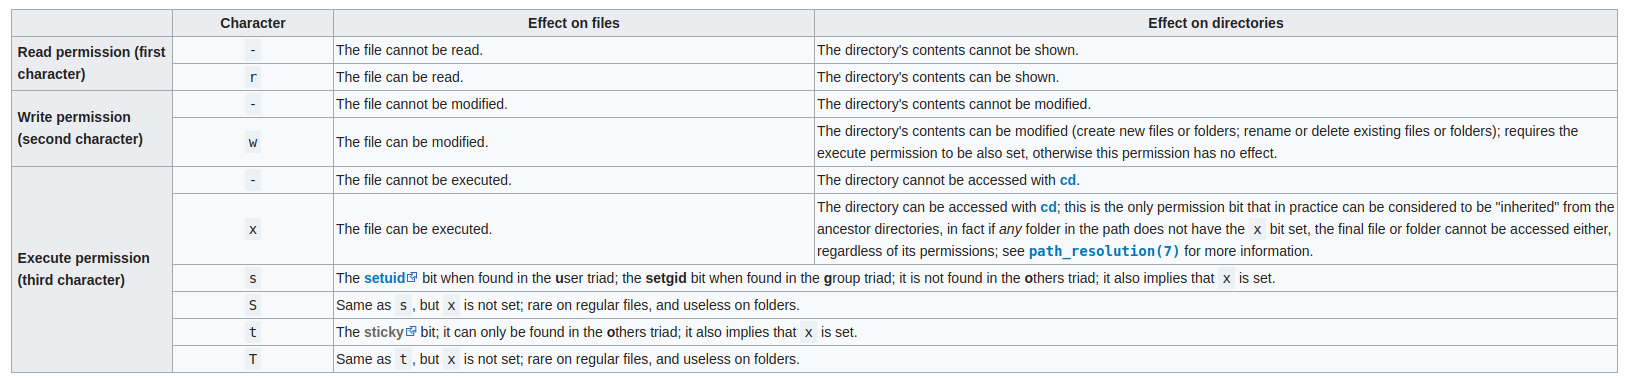 Character Effect on files Effect on directories
Read permission (first character) - The file cannot be read. The directory's contents cannot be shown.
r The file can be read. The directory's contents can be shown.
Write permission (second character) - The file cannot be modified. The directory's contents cannot be modified.
w The file can be modified. The directory's contents can be modified (create new files or folders; rename or delete existing files or folders); requires the
execute permission to be also set, otherwise this permission has no effect.
Execute permission (third character) - The file cannot be executed. The directory cannot be accessed with cd.
x The file can be executed. The directory can be accessed with cd; this is the only permission bit that in practice can be considered to be "inherited" from the
ancestor directories, in fact if any folder in the path does not have the x bit set, the final file or folder cannot be accessed either,
regardless of its permissions; see path_resolution(7) for more information.
s The setuid bit when found in the user triad; the setgid bit when found in the group triad; it is not found in the others triad; it also implies that x is set.
S Same as s, but x is not set; rare on regular files, and useless on folders.
t The sticky bit; it can only be found in the others triad; it also implies that x is set.
T Same as t, but x is not set; rare on regular files, and useless on folders.